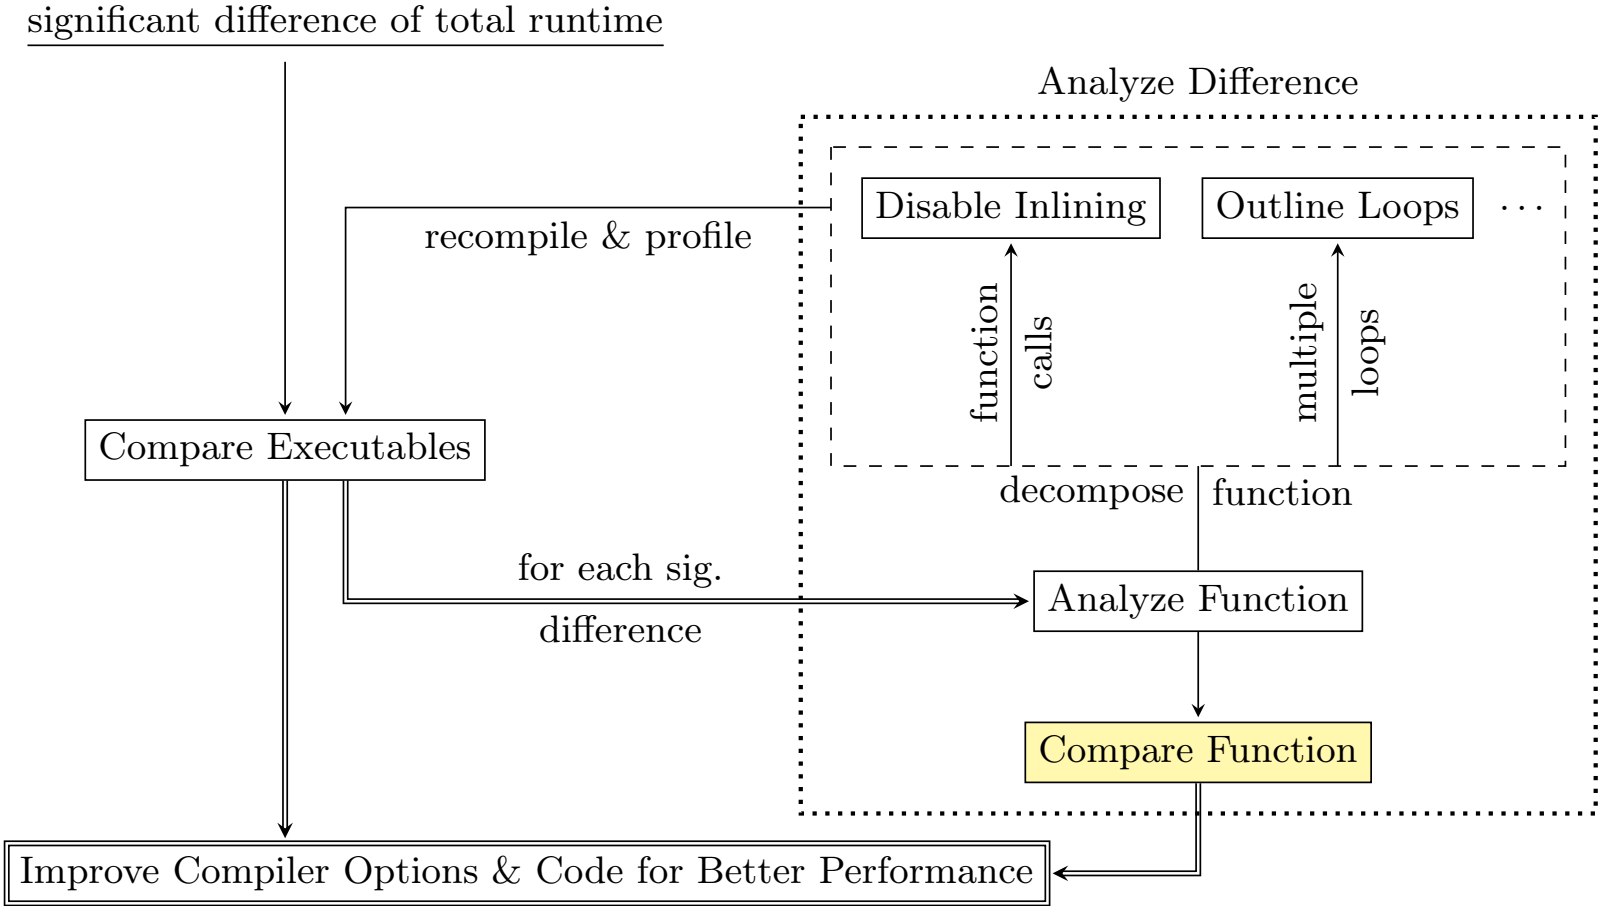 significant difference of total runtime
Analyze Difference
Disable Inlining
Outline Loops
...
recompile & profile
function
calls
multiple
loops
Compare Executables
decompose
function
for each sig.
difference
Analyze Function
Compare Function
Improve Compiler Options & Code for Better Performance